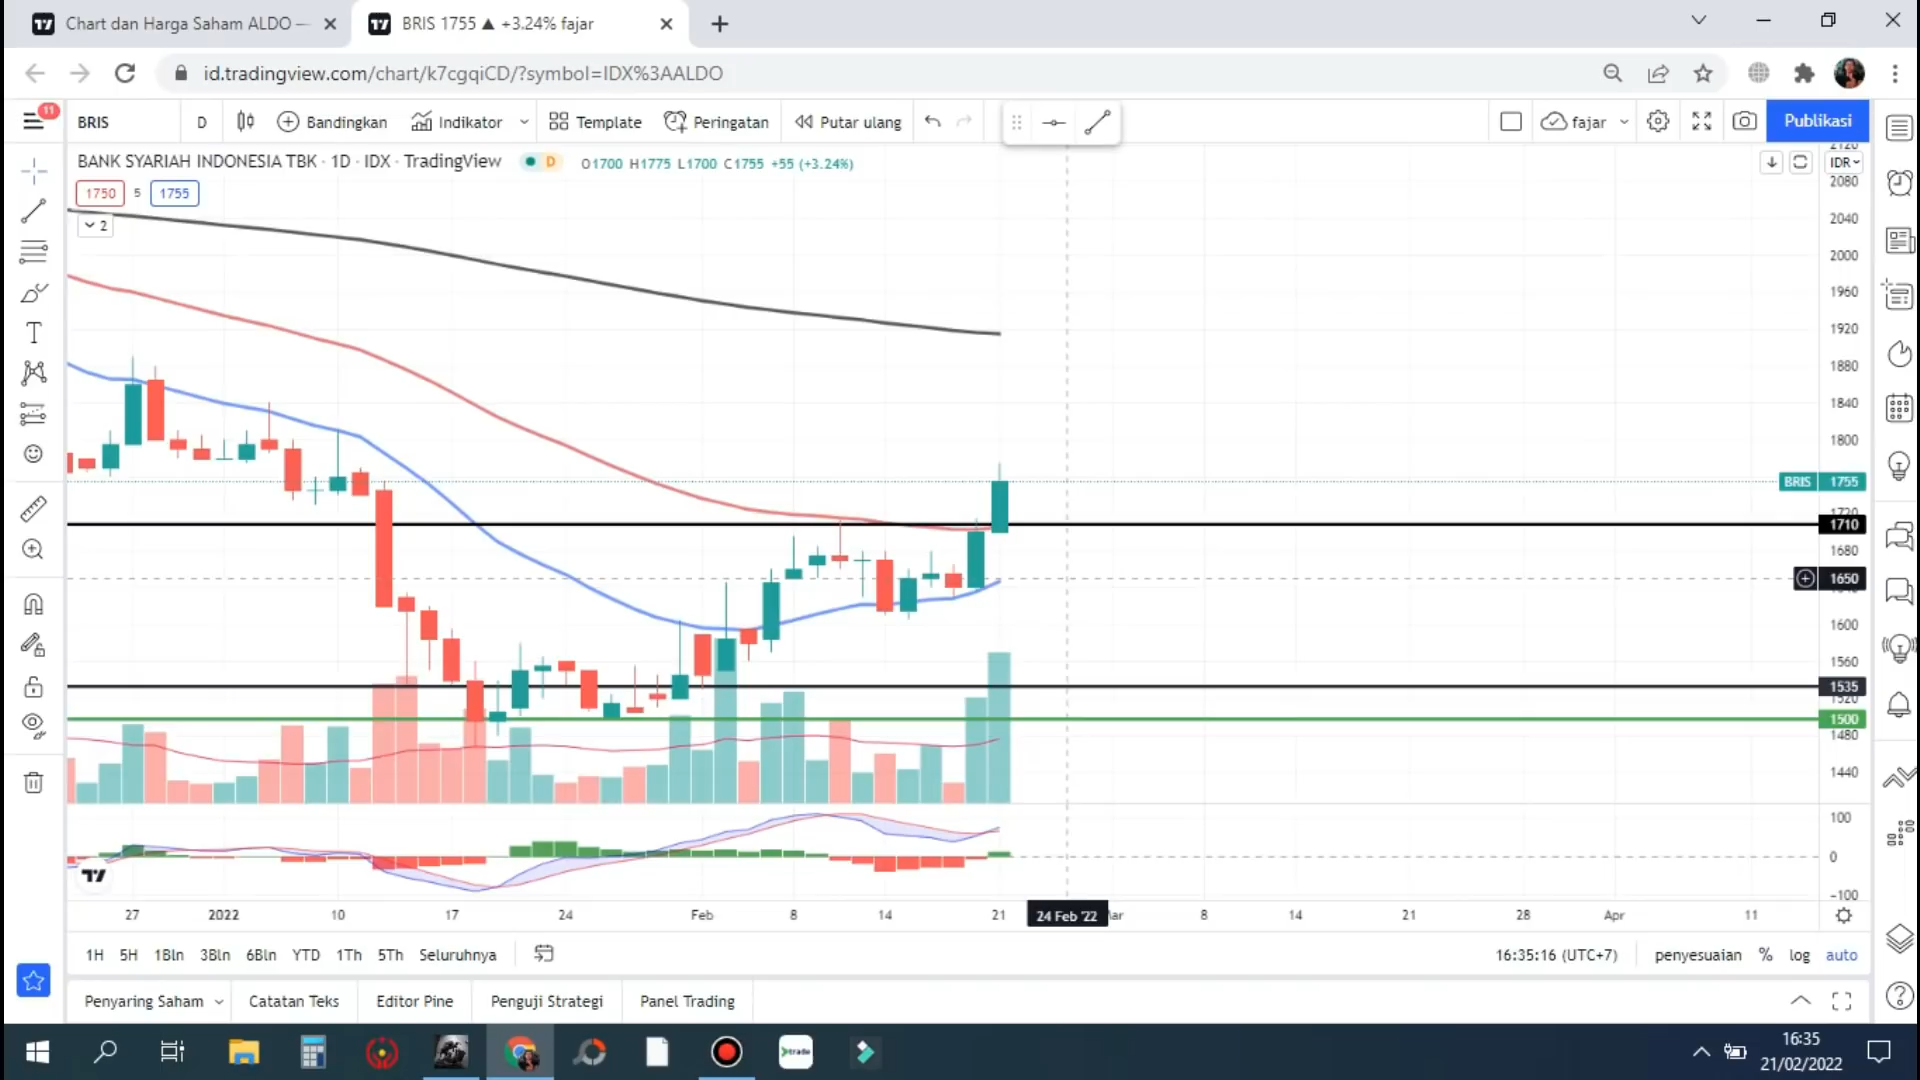 Chart dan Harga Saham ALDO —
BRIS 1755 ▲ +3.24% fajar
id.tradingview.com/chart/k7cgqiCD/?symbol=IDX%3AALDO
11
BRIS
D
Bandingkan
Indikator
Template
Peringatan
Putar ulang
fajar
Publikasi
BANK SYARIAH INDONESIA TBK · 1D · IDX · TradingView
D
O1700 H1775 L1700 C1755 +55 (+3.24%)
IDR
1750 5 1755
2
2120
2080
2040
2000
1960
1920
1880
1840
1800
BRIS 1755
1720
1710
1680
1650
1600
1560
1535
1520
1500
1480
1440
100
0
-100
27 2022 10 17 24 Feb 8 14 21 24 Feb '22 8 14 21 28 Apr 11
1H 5H 1Bln 3Bln 6Bln YTD 1Th 5Th Seluruhnya
16:35:16 (UTC+7)
penyesuaian % log auto
Penyaring Saham
Catatan Teks
Editor Pine
Penguji Strategi
Panel Trading
trade
16:35
21/02/2022